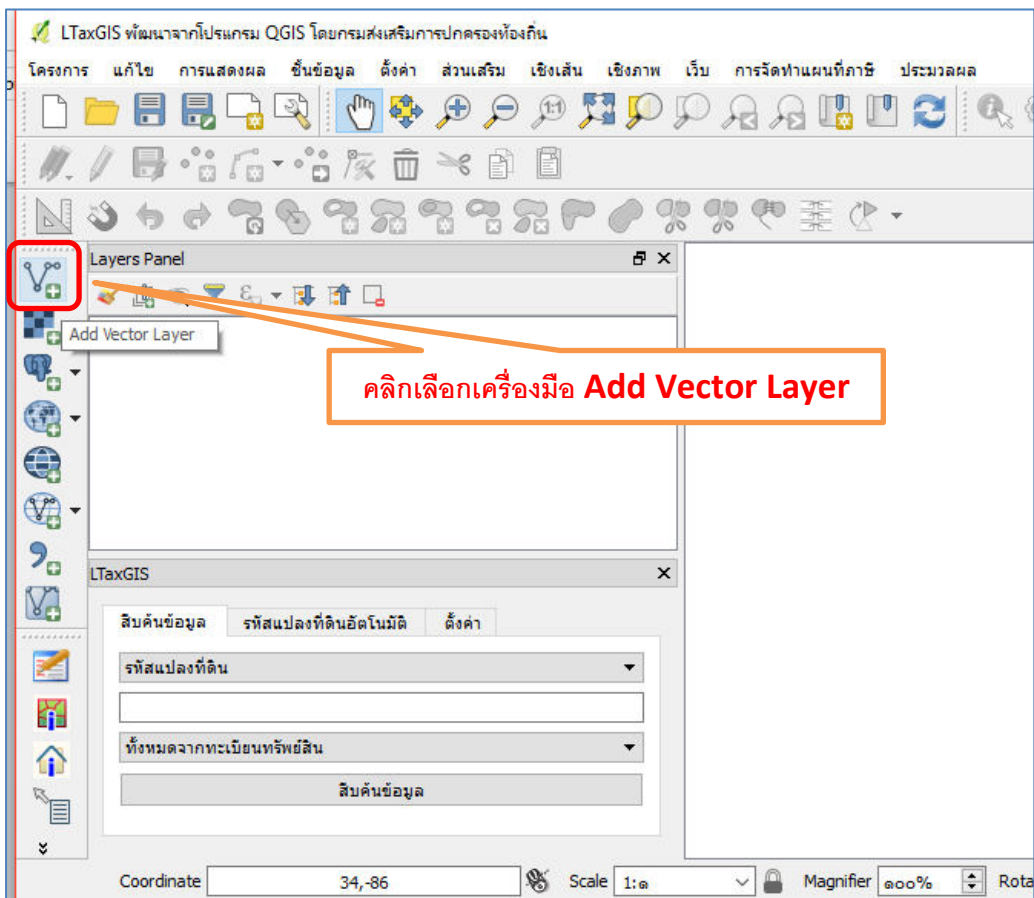 LTaxGIS พัฒนาจากโปรแกรม QGIS โดยกรมส่งเสริมการปกครองท้องถิ่น
โครงการ แก้ไข การแสดงผล ชั้นข้อมูล ตั้งค่า ส่วนเสริม เชิงเส้น เชิงภาพ เว็บ การจัดทำแผนที่ภาษี ประมวลผล
Layers Panel
Add Vector Layer
คลิกเลือกเครื่องมือ Add Vector Layer
LTaxGIS
สืบค้นข้อมูล รหัสแปลงที่ดินอัตโนมัติ ตั้งค่า
รหัสแปลงที่ดิน
ทั้งหมดจากทะเบียนทรัพย์สิน
สืบค้นข้อมูล
Coordinate 34,-86 Scale 1:๑ Magnifier ๑๐๐% Rota